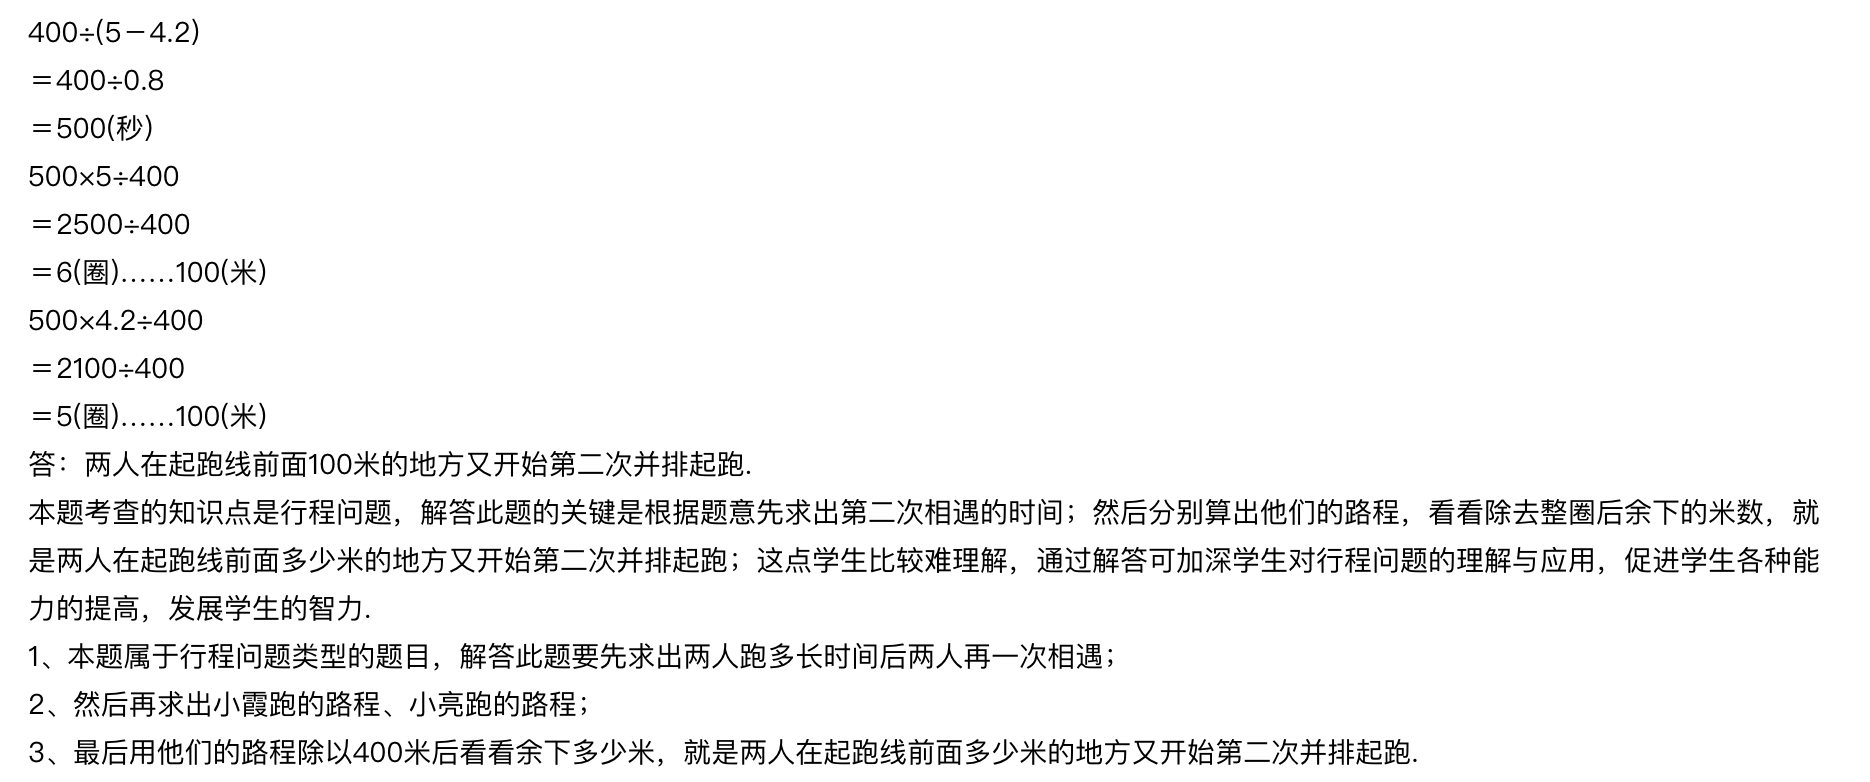 400÷(5－4.2)
＝400÷0.8
＝500(秒)
500×5÷400
＝2500÷400
＝6(圈)……100(米)
500×4.2÷400
＝2100÷400
＝5(圈)……100(米)
答：两人在起跑线前面100米的地方又开始第二次并排起跑.
本题考查的知识点是行程问题，解答此题的关键是根据题意先求出第二次相遇的时间；然后分别算出他们的路程，看看除去整圈后余下的米数，就
是两人在起跑线前面多少米的地方又开始第二次并排起跑；这点学生比较难理解，通过解答可加深学生对行程问题的理解与应用，促进学生各种能
力的提高，发展学生的智力.
1、本题属于行程问题类型的题目，解答此题要先求出两人跑多长时间后两人再一次相遇；
2、然后再求出小霞跑的路程、小亮跑的路程；
3、最后用他们的路程除以400米后看看余下多少米，就是两人在起跑线前面多少米的地方又开始第二次并排起跑.